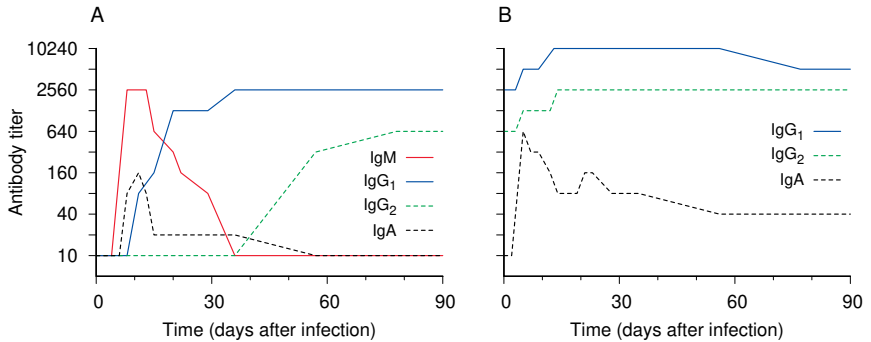 A
B
Antibody titer
10240
2560
640
160
40
10
IgM
IgG1
IgG2
IgA
0
30
60
90
Time (days after infection)
IgG1
IgG2
IgA
0
30
60
90
Time (days after infection)